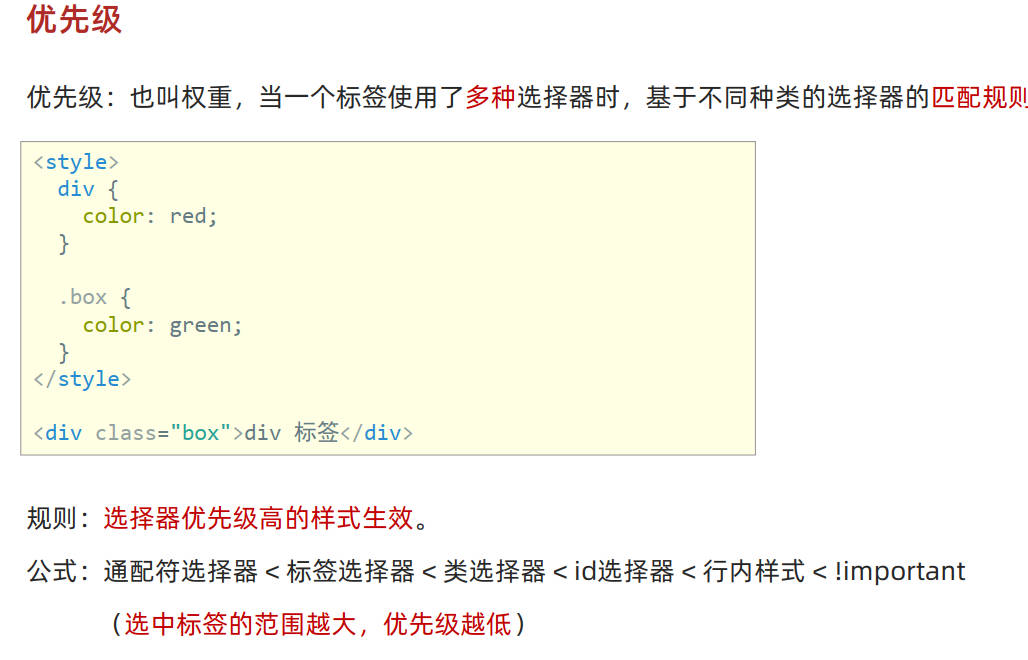 优先级
优先级：也叫权重，当一个标签使用了多种选择器时，基于不同种类的选择器的匹配规则
<style>
div {
color: red;
}
.box {
color: green;
}
</style>
<div class="box">div 标签</div>
规则：选择器优先级高的样式生效。
公式：通配符选择器 < 标签选择器 < 类选择器 < id选择器 < 行内样式 < !important
（选中标签的范围越大，优先级越低）